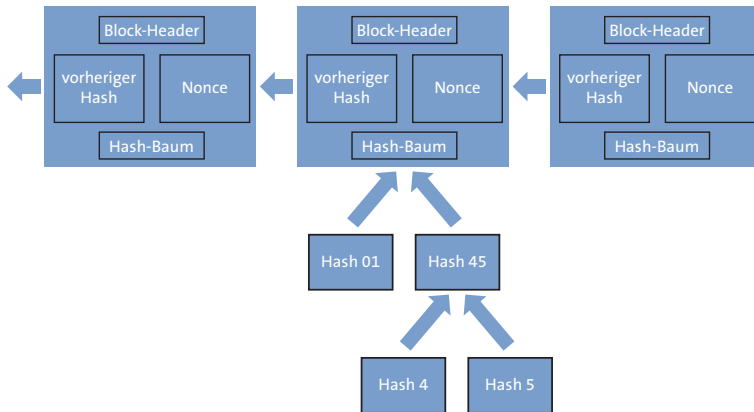 Block-Header
Block-Header
Block-Header
vorheriger
Hash
Nonce
vorheriger
Hash
Nonce
vorheriger
Hash
Nonce
Hash-Baum
Hash-Baum
Hash-Baum
Hash 01
Hash 45
Hash 4
Hash 5